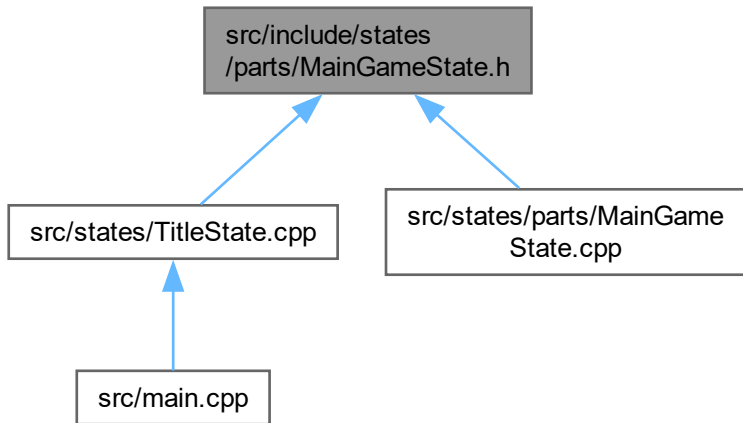 src/include/states
/parts/MainGameState.h
src/states/TitleState.cpp
src/states/parts/MainGame
State.cpp
src/main.cpp